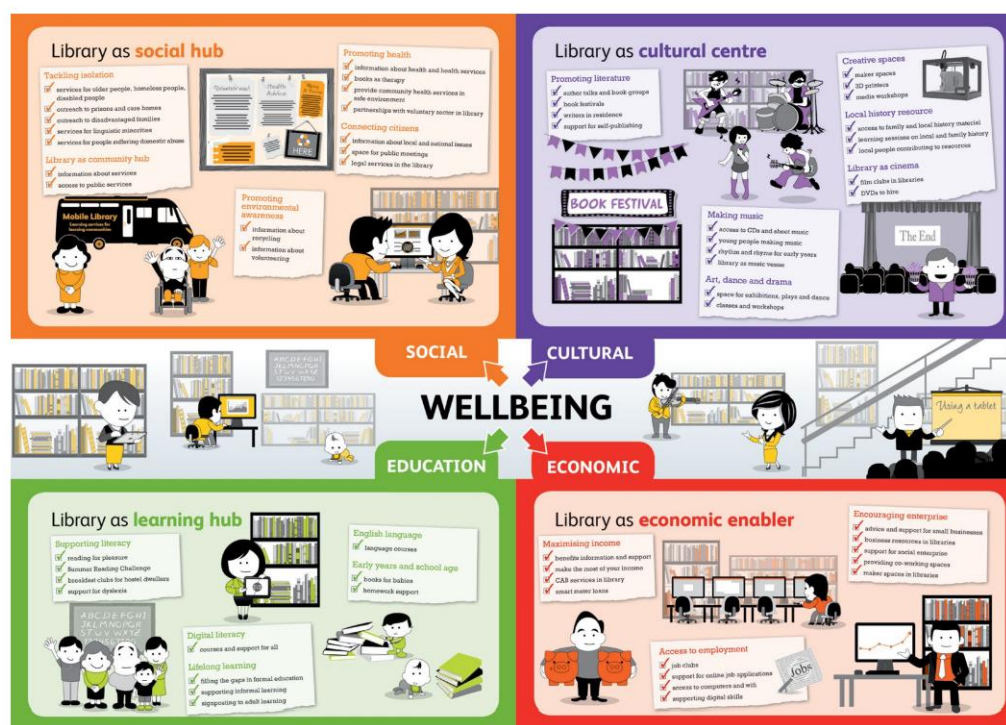 Library as social hub
Tackling isolation
services for older people, homeless people,
disabled people
outreach to prisons and care homes
outreach to disadvantaged families
services for linguistic minorities
services for people suffering domestic abuse
Library as community hub
information about services
access to public services
Volunteering!
Health
Advice
HERE
Promoting health
information about health and health services
books as therapy
provide community health services in
safe environment
partnerships with voluntary sector in library
Connecting citizens
information about local and national issues
space for public meetings
legal services in the library
Mobile Library
Learning services for
learning communities
Promoting
environmental
awareness
information about
recycling
information about
volunteering
Library as cultural centre
Promoting literature
author talks and book groups
book festivals
writers in residence
support for self-publishing
BOOK FESTIVAL
Creative spaces
maker spaces
3D printers
media workshops
Local history resource
access to family and local history materiel
learning sessions on local and family history
local people contributing to resources
Library as cinema
film clubs in libraries
DVDs to hire
The End
Making music
access to CDs and sheet music
young people making music
rhythm and rhyme for early years
library as music venue
Art, dance and drama
space for exhibitions, plays and dance
classes and workshops
SOCIAL
CULTURAL
WELLBEING
EDUCATION
ECONOMIC
ABCDEFGHI
JKLMNOPQR
STUVWXYZ
1234567890
Using a tablet
Library as learning hub
Supporting literacy
reading for pleasure
Summer Reading Challenge
breakfast clubs for hostel dwellers
support for dyslexia
ABCDEFGHI
JKLMNOPQR
STUVWXYZ
English language
language courses
Early years and school age
books for babies
homework support
Digital literacy
courses and support for all
Lifelong learning
filling the gaps in formal education
supporting informal learning
signposting to adult learning
Library as economic enabler
Maximising income
benefits information and support
make the most of your income
CAB services in library
smart meter loans
Encouraging enterprise
advice and support for small businesses
business resources in libraries
support for social enterprise
providing co-working spaces
maker spaces in libraries
Access to employment
job clubs
support for online job applications
access to computers and wifi
supporting digital skills
Jobs